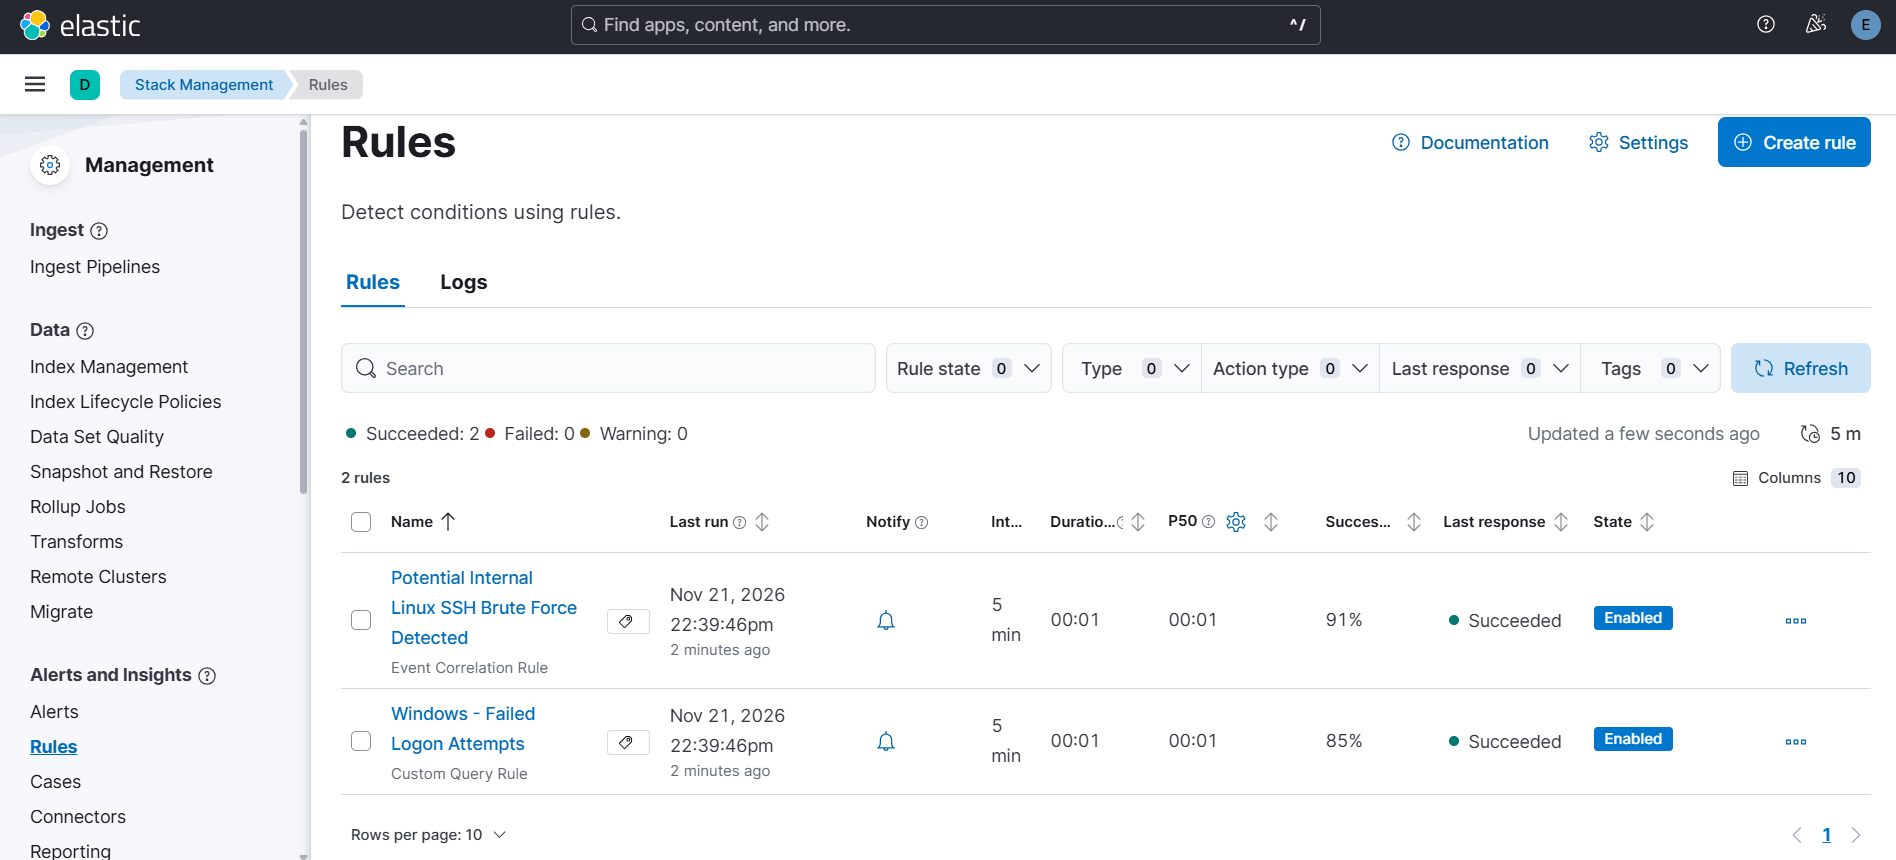 elastic
Find apps, content, and more.
^/
E
D
Stack Management
Rules
Management
Ingest
Ingest Pipelines
Data
Index Management
Index Lifecycle Policies
Data Set Quality
Snapshot and Restore
Rollup Jobs
Transforms
Remote Clusters
Migrate
Alerts and Insights
Alerts
Rules
Cases
Connectors
Reporting
Rules
Documentation
Settings
Create rule
Detect conditions using rules.
Rules
Logs
Search
Rule state 0
Type 0
Action type 0
Last response 0
Tags 0
Refresh
Succeeded: 2
Failed: 0
Warning: 0
Updated a few seconds ago
5 m
2 rules
Columns 10
Name
Last run
Notify
Int...
Duratio...
P50
Succes...
Last response
State
Potential Internal
Linux SSH Brute Force
Detected
Event Correlation Rule
Nov 21, 2026
22:39:46pm
2 minutes ago
5
min
00:01
00:01
91%
Succeeded
Enabled
Windows - Failed
Logon Attempts
Custom Query Rule
Nov 21, 2026
22:39:46pm
2 minutes ago
5
min
00:01
00:01
85%
Succeeded
Enabled
Rows per page: 10
1